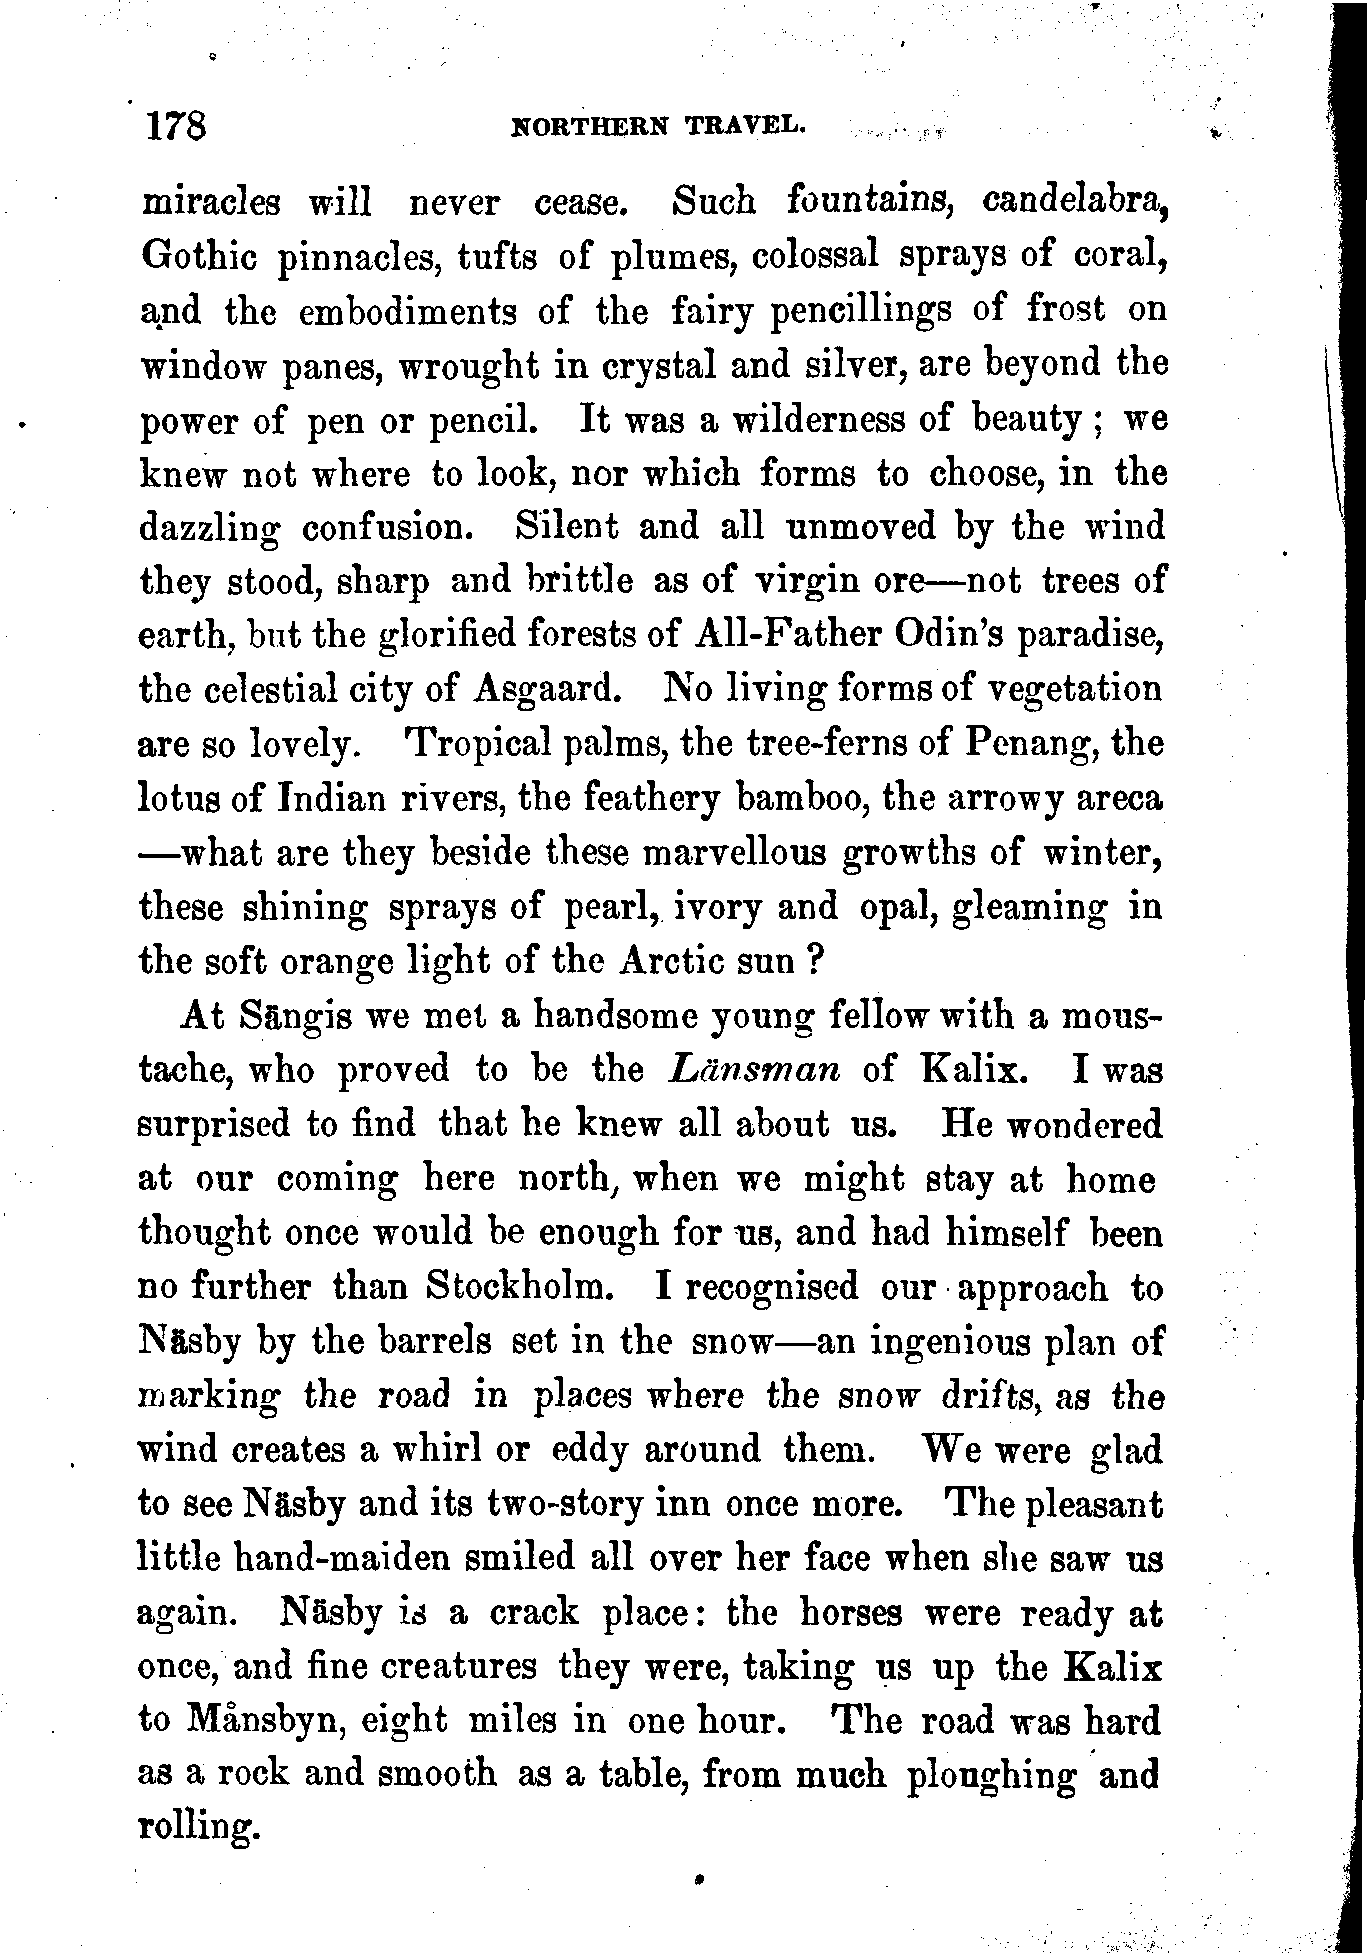 178 NORTHERN TRAVEL.
miracles will never cease. Such fountains, candelabra,
Gothic pinnacles, tufts of plumes, colossal sprays of coral,
and the embodiments of the fairy pencillings of frost on
window panes, wrought in crystal and silver, are beyond the
power of pen or pencil. It was a wilderness of beauty ; we
knew not where to look, nor which forms to choose, in the
dazzling confusion. Silent and all unmoved by the wind
they stood, sharp and brittle as of virgin ore—not trees of
earth, but the glorified forests of All-Father Odin's paradise,
the celestial city of Asgaard. No living forms of vegetation
are so lovely. Tropical palms, the tree-ferns of Penang, the
lotus of Indian rivers, the feathery bamboo, the arrowy areca
—what are they beside these marvellous growths of winter,
these shining sprays of pearl, ivory and opal, gleaming in
the soft orange light of the Arctic sun ?
At Sängis we met a handsome young fellow with a mous-
tache, who proved to be the Länsman of Kalix. I was
surprised to find that he knew all about us. He wondered
at our coming here north, when we might stay at home
thought once would be enough for us, and had himself been
no further than Stockholm. I recognised our approach to
Näsby by the barrels set in the snow—an ingenious plan of
marking the road in places where the snow drifts, as the
wind creates a whirl or eddy around them. We were glad
to see Näsby and its two-story inn once more. The pleasant
little hand-maiden smiled all over her face when she saw us
again. Näsby is a crack place: the horses were ready at
once, and fine creatures they were, taking us up the Kalix
to Månsbyn, eight miles in one hour. The road was hard
as a rock and smooth as a table, from much ploughing and
rolling.